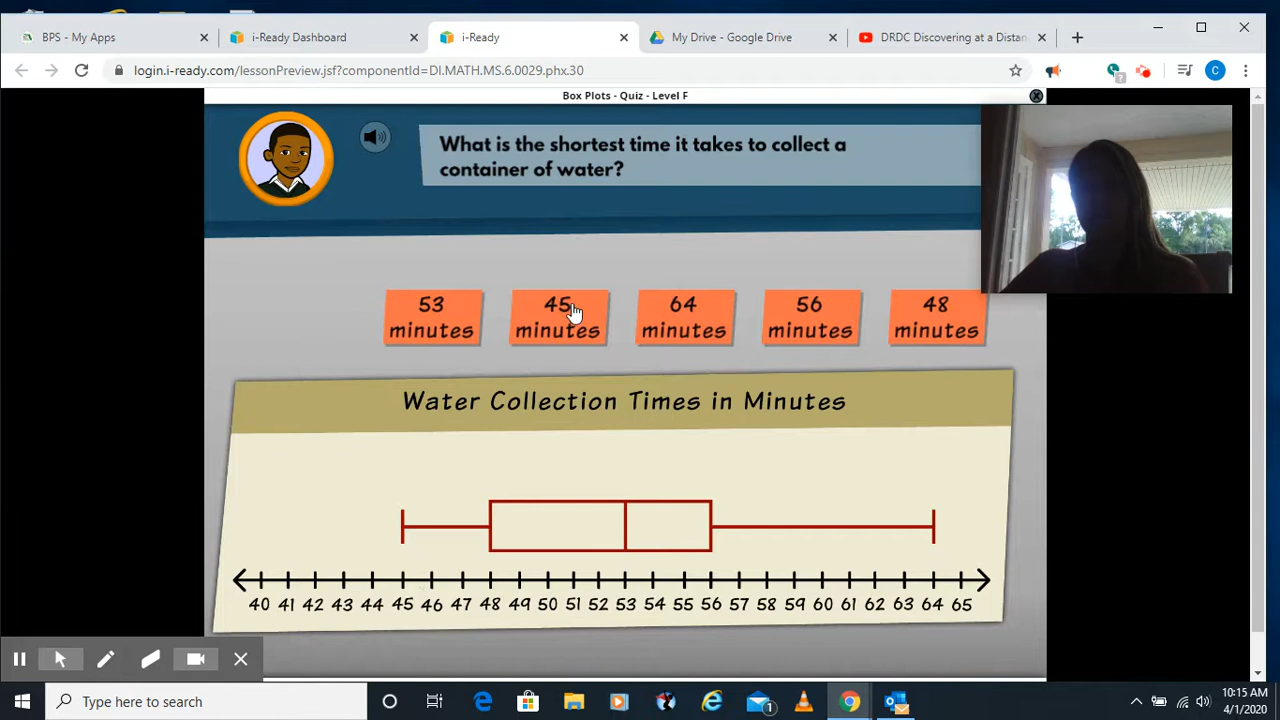 BPS - My Apps
i-Ready Dashboard
i-Ready
My Drive - Google Drive
DRDC Discovering at a Distan
login.i-ready.com/lessonPreview.jsf?componentId=DI.MATH.MS.6.0029.phx.30
C
Box Plots - Quiz - Level F
What is the shortest time it takes to collect a
container of water?
53
minutes
45
minutes
64
minutes
56
minutes
48
minutes
Water Collection Times in Minutes
40 41 42 43 44 45 46 47 48 49 50 51 52 53 54 55 56 57 58 59 60 61 62 63 64 65
Type here to search
1
10:15 AM
4/1/2020